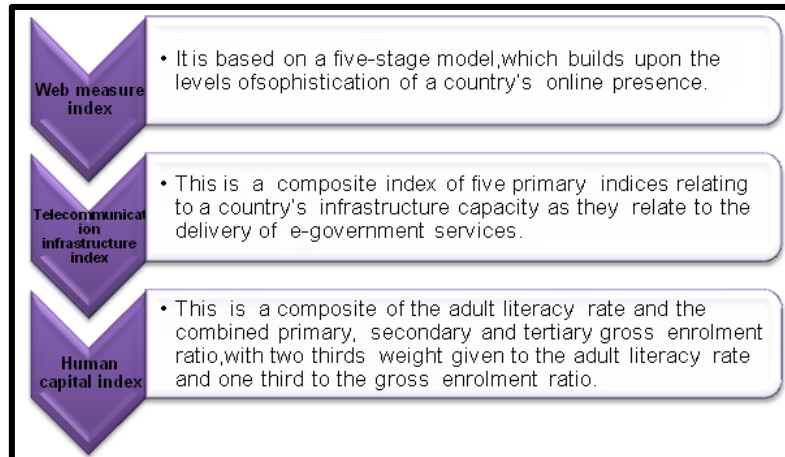 Web measure
index
• It is based on a five-stage model,which builds upon the
levels ofsophistication of a country's online presence.
Telecommunicat
ion
infrastructure
index
• This is a composite index of five primary indices relating
to a country's infrastructure capacity as they relate to the
delivery of e-government services.
Human
capital index
• This is a composite of the adult literacy rate and the
combined primary, secondary and tertiary gross enrolment
ratio,with two thirds weight given to the adult literacy rate
and one third to the gross enrolment ratio.